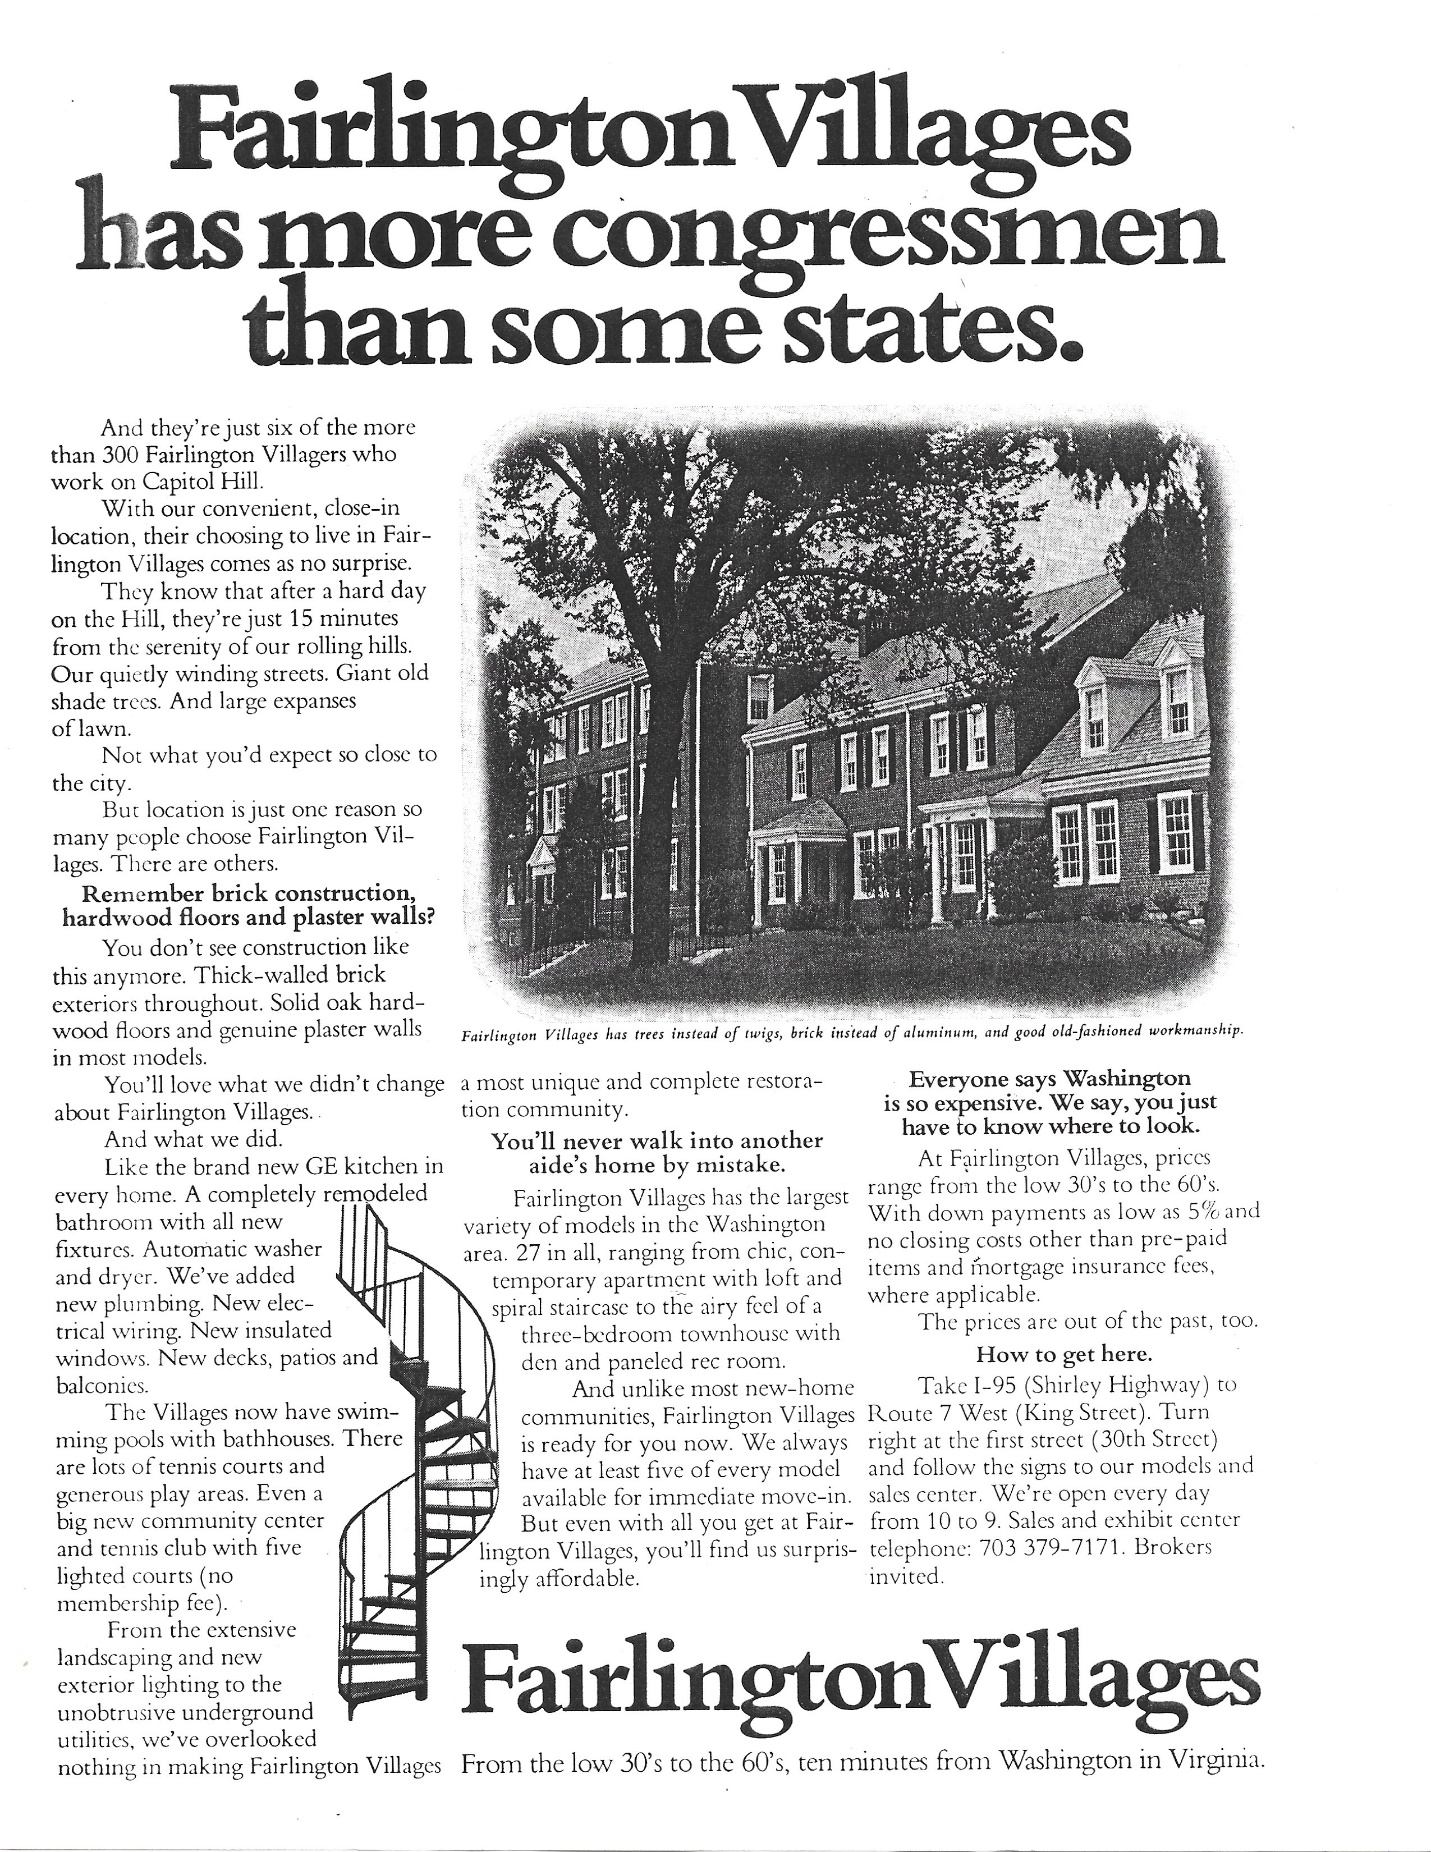 Fairlington Villages
has more congressmen
than some states.
And they're just six of the more
than 300 Fairlington Villagers who
work on Capitol Hill.
With our convenient, close-in
location, their choosing to live in Fair-
lington Villages comes as no surprise.
They know that after a hard day
on the Hill, they're just 15 minutes
from the serenity of our rolling hills.
Our quietly winding streets. Giant old
shade trees. And large expanses
of lawn.
Not what you'd expect so close to
the city.
But location is just one reason so
many people choose Fairlington Vil-
lages. There are others.
Remember brick construction,
hardwood floors and plaster walls?
You don't see construction like
this anymore. Thick-walled brick
exteriors throughout. Solid oak hard-
wood floors and genuine plaster walls
in most models.
You'll love what we didn't change
about Fairlington Villages.
And what we did.
Like the brand new GE kitchen in
every home. A completely remodeled
bathroom with all new
fixtures. Automatic washer
and dryer. We've added
new plumbing. New elec-
trical wiring. New insulated
windows. New decks, patios and
balconies.
The Villages now have swim-
ming pools with bathhouses. There
are lots of tennis courts and
generous play areas. Even a
big new community center
and tennis club with five
lighted courts (no
membership fee).
From the extensive
landscaping and new
exterior lighting to the
unobtrusive underground
utilities, we've overlooked
nothing in making Fairlington Villages
Fairlington Villages has trees instead of twigs, brick instead of aluminum, and good old-fashioned workmanship.
a most unique and complete restora-
tion community.
You'll never walk into another
aide's home by mistake.
Fairlington Villages has the largest
variety of models in the Washington
area. 27 in all, ranging from chic, con-
temporary apartment with loft and
spiral staircase to the airy feel of a
three-bedroom townhouse with
den and paneled rec room.
And unlike most new-home
communities, Fairlington Villages
is ready for you now. We always
have at least five of every model
available for immediate move-in.
But even with all you get at Fair-
lington Villages, you'll find us surpris-
ingly affordable.
Everyone says Washington
is so expensive. We say, you just
have to know where to look.
At Fairlington Villages, prices
range from the low 30's to the 60's.
With down payments as low as 5% and
no closing costs other than pre-paid
items and mortgage insurance fees,
where applicable.
The prices are out of the past, too.
How to get here.
Take I-95 (Shirley Highway) to
Route 7 West (King Street). Turn
right at the first street (30th Street)
and follow the signs to our models and
sales center. We're open every day
from 10 to 9. Sales and exhibit center
telephone: 703 379-7171. Brokers
invited.
Fairlington Villages
From the low 30's to the 60's, ten minutes from Washington in Virginia.